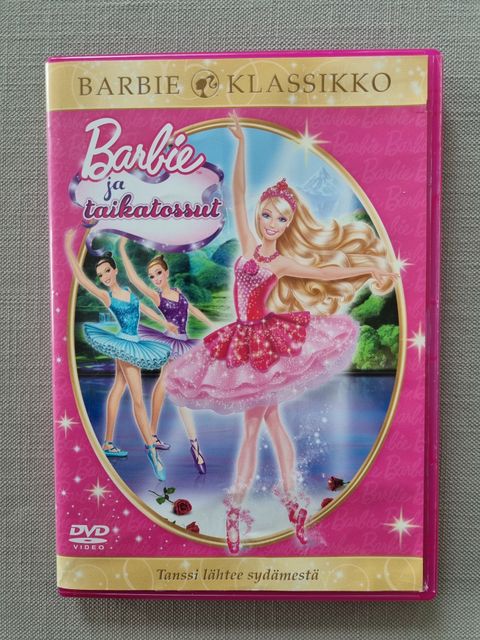 BARBIE KLASSIKKO
Barbie
ja
taikatossut
DVD
VIDEO
Tanssi lähtee sydämestä